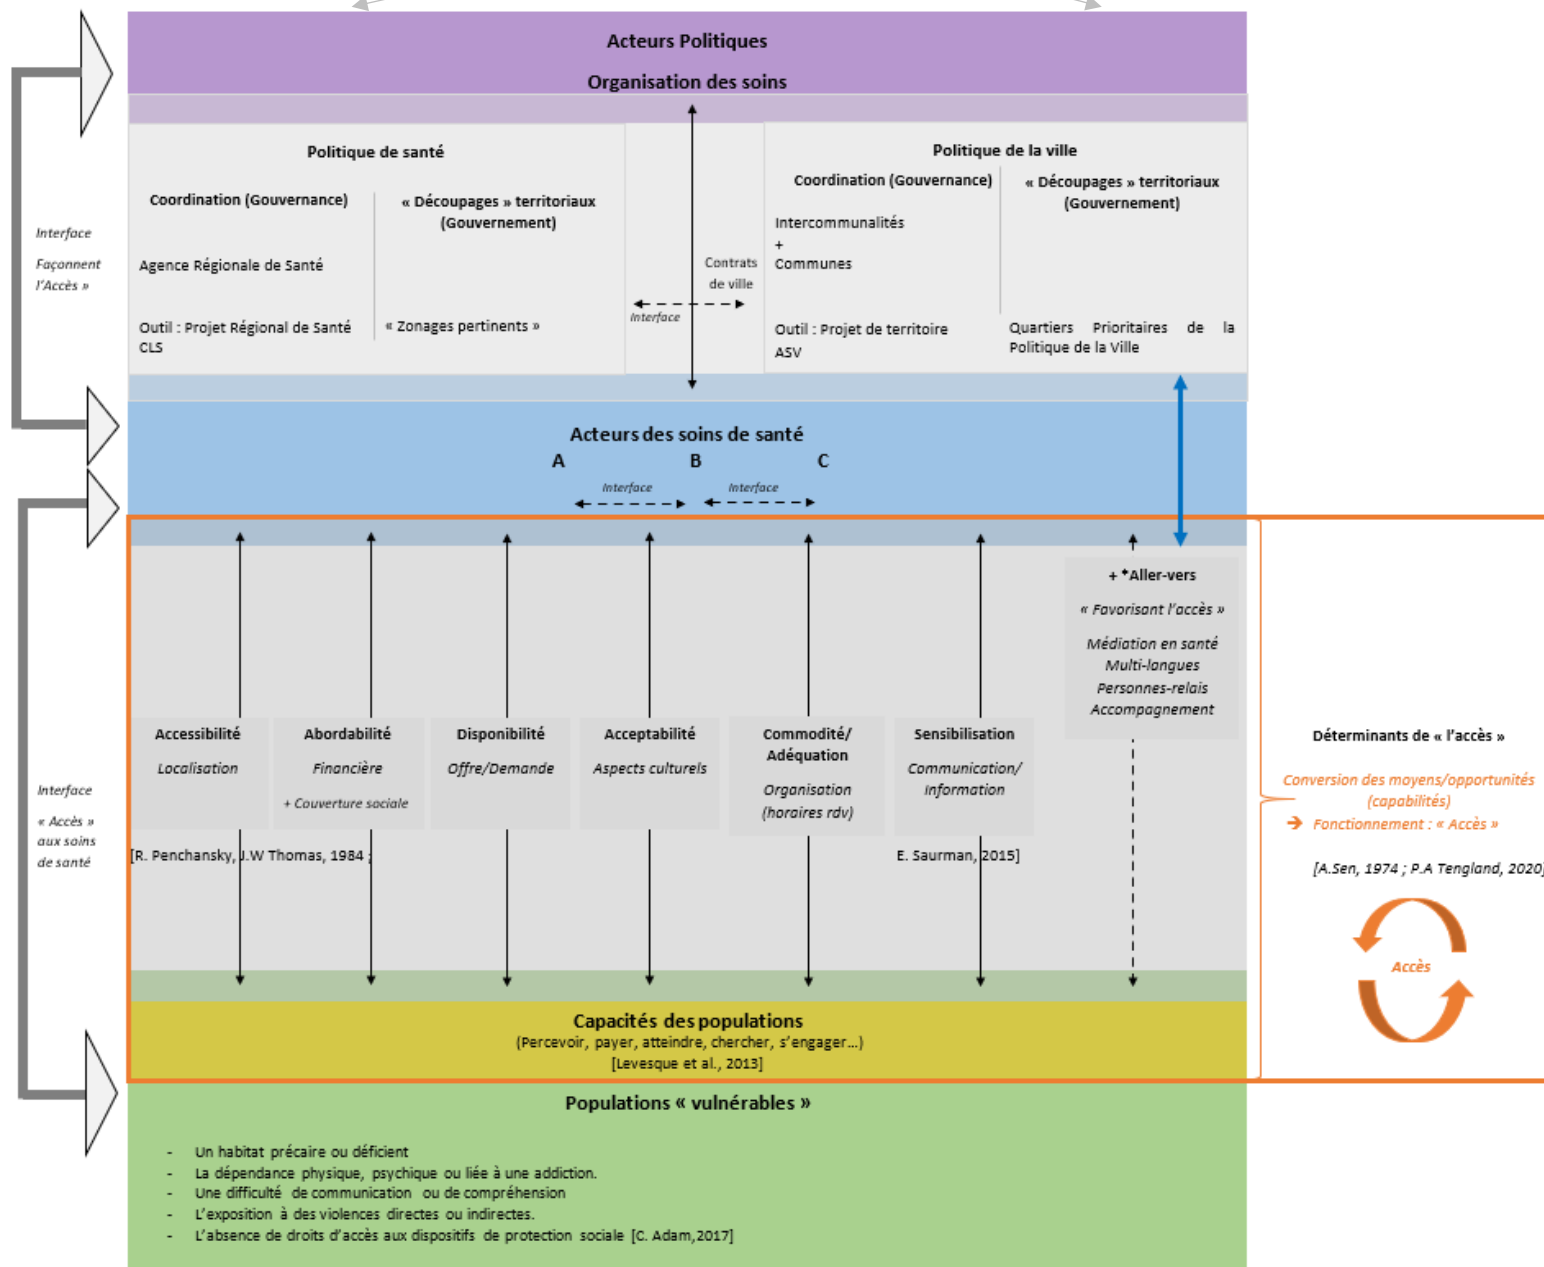 Acteurs Politiques
Organisation des soins
Politique de santé
Coordination (Gouvernance)
« Découpages » territoriaux
(Gouvernement)
Agence Régionale de Santé
Outil : Projet Régional de Santé
CLS
« Zonages pertinents »
Contrats
de ville
Interface
Politique de la ville
Coordination (Gouvernance)
« Découpages » territoriaux
(Gouvernement)
Intercommunalités
+
Communes
Outil : Projet de territoire
ASV
Quartiers Prioritaires de la
Politique de la Ville
Interface
Façonnent
l'Accès »
Acteurs des soins de santé
A B C
Interface Interface
+ *Aller-vers
« Favorisant l'accès »
Médiation en santé
Multi-langues
Personnes-relais
Accompagnement
Accessibilité
Localisation
Abordabilité
Financière
+ Couverture sociale
Disponibilité
Offre/Demande
Acceptabilité
Aspects culturels
Commodité/
Adéquation
Organisation
(horaires rdv)
Sensibilisation
Communication/
Information
[R. Penchansky, J.W Thomas, 1984 ;
E. Saurman, 2015]
Interface
« Accès »
aux soins
de santé
Déterminants de « l'accès »
Conversion des moyens/opportunités
(capabilités)
➔ Fonctionnement : « Accès »
[A.Sen, 1974 ; P.A Tengland, 2020]
Accès
Capacités des populations
(Percevoir, payer, atteindre, chercher, s'engager…)
[Levesque et al., 2013]
Populations « vulnérables »
- Un habitat précaire ou déficient
- La dépendance physique, psychique ou liée à une addiction.
- Une difficulté de communication ou de compréhension
- L'exposition à des violences directes ou indirectes.
- L'absence de droits d'accès aux dispositifs de protection sociale [C. Adam,2017]